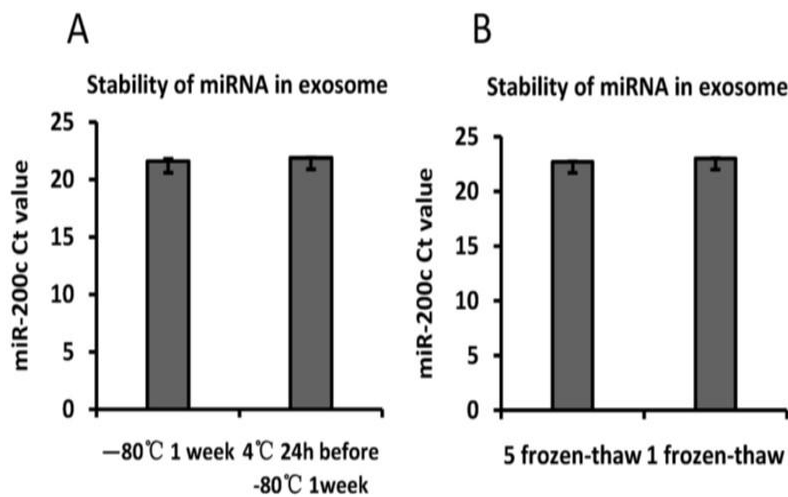 A
Stability of miRNA in exosome
miR-200c Ct value
25
20
15
10
5
0
—80℃ 1 week
4℃ 24h before
-80℃ 1week
B
Stability of miRNA in exosome
miR-200c Ct value
25
20
15
10
5
0
5 frozen-thaw
1 frozen-thaw